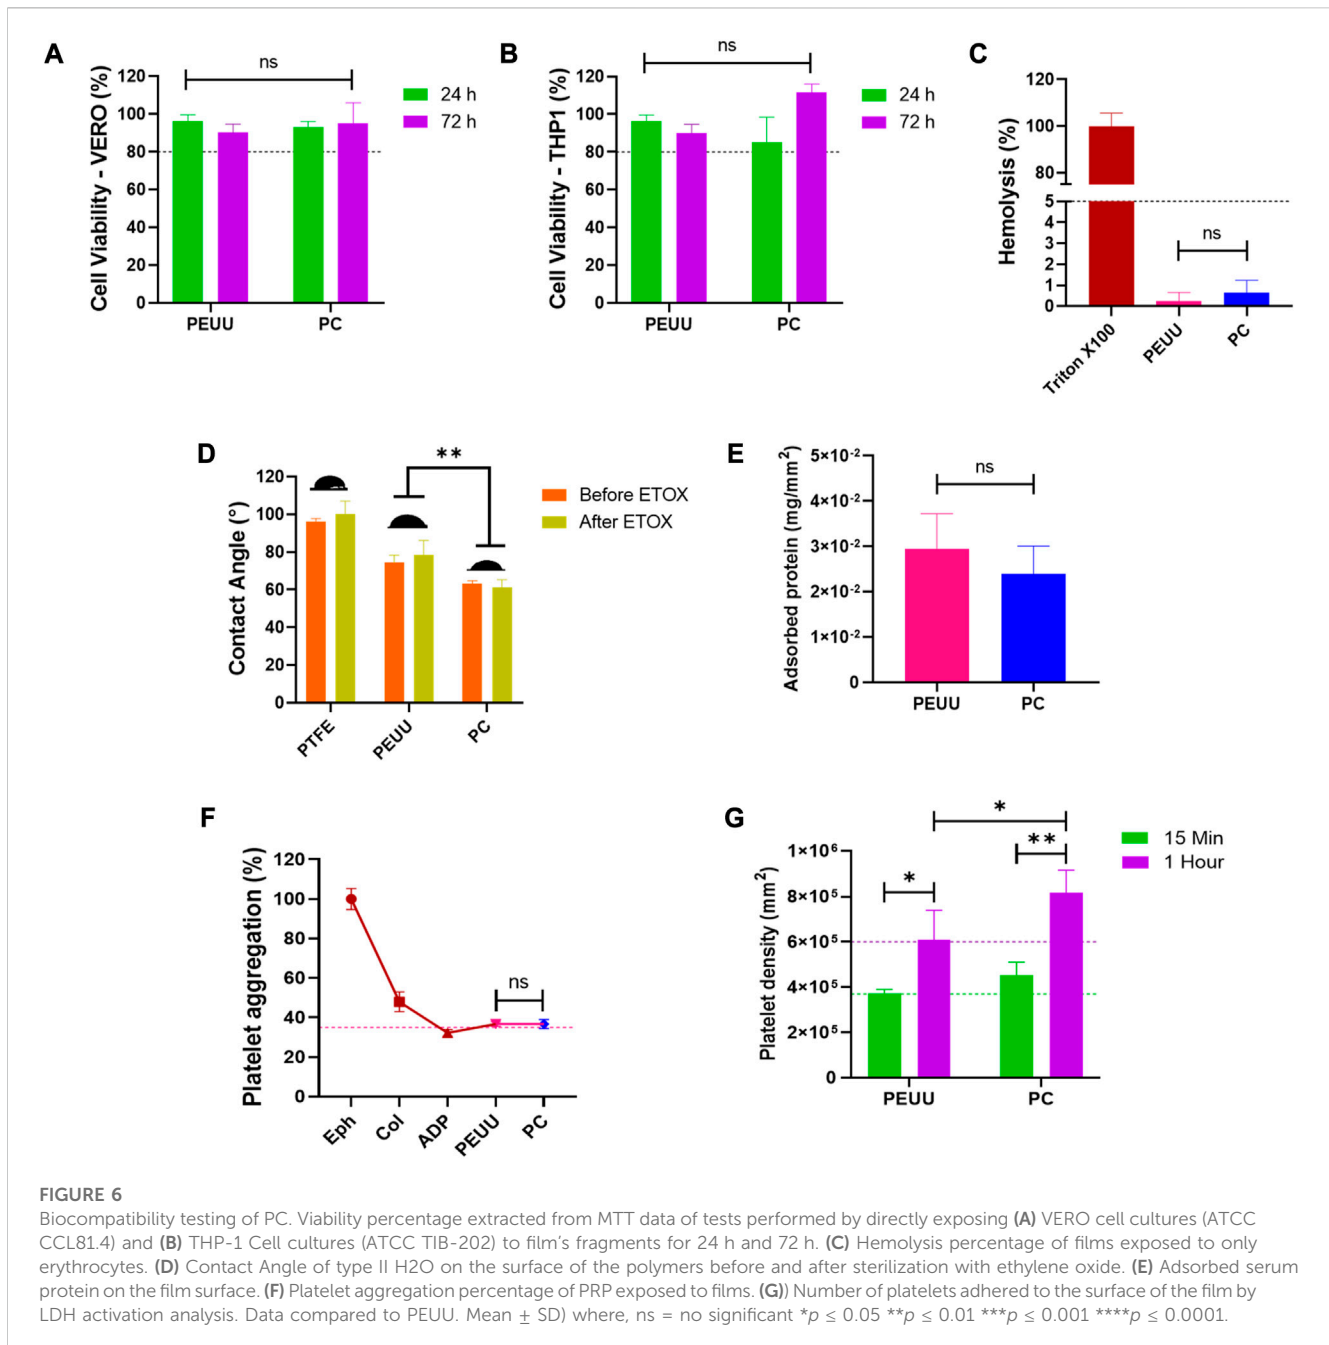 A
Cell Viability - VERO (%)
120
100
80
60
40
20
0
ns
24 h
72 h
PEUU
PC
B
Cell Viability - THP1 (%)
120
100
80
60
40
20
0
ns
24 h
72 h
PEUU
PC
C
Hemolysis (%)
120
100
80
5
4
3
2
1
0
ns
Triton X100
PEUU
PC
D
Contact Angle (°)
120
100
80
60
40
20
0
**
Before ETOX
After ETOX
PTFE
PEUU
PC
E
Adsorbed protein (mg/mm²)
5×10⁻²
4×10⁻²
3×10⁻²
2×10⁻²
1×10⁻²
0
ns
PEUU
PC
F
Platelet aggregation (%)
120
100
80
60
40
20
0
ns
Eph
Col
ADP
PEUU
PC
G
Platelet density (mm²)
1×10⁶
8×10⁵
6×10⁵
4×10⁵
2×10⁵
0
*
*
**
15 Min
1 Hour
PEUU
PC
FIGURE 6
Biocompatibility testing of PC. Viability percentage extracted from MTT data of tests performed by directly exposing (A) VERO cell cultures (ATCC
CCL81.4) and (B) THP-1 Cell cultures (ATCC TIB-202) to film's fragments for 24 h and 72 h. (C) Hemolysis percentage of films exposed to only
erythrocytes. (D) Contact Angle of type II H2O on the surface of the polymers before and after sterilization with ethylene oxide. (E) Adsorbed serum
protein on the film surface. (F) Platelet aggregation percentage of PRP exposed to films. (G)) Number of platelets adhered to the surface of the film by
LDH activation analysis. Data compared to PEUU. Mean ± SD) where, ns = no significant *p ≤ 0.05 **p ≤ 0.01 ***p ≤ 0.001 ****p ≤ 0.0001.